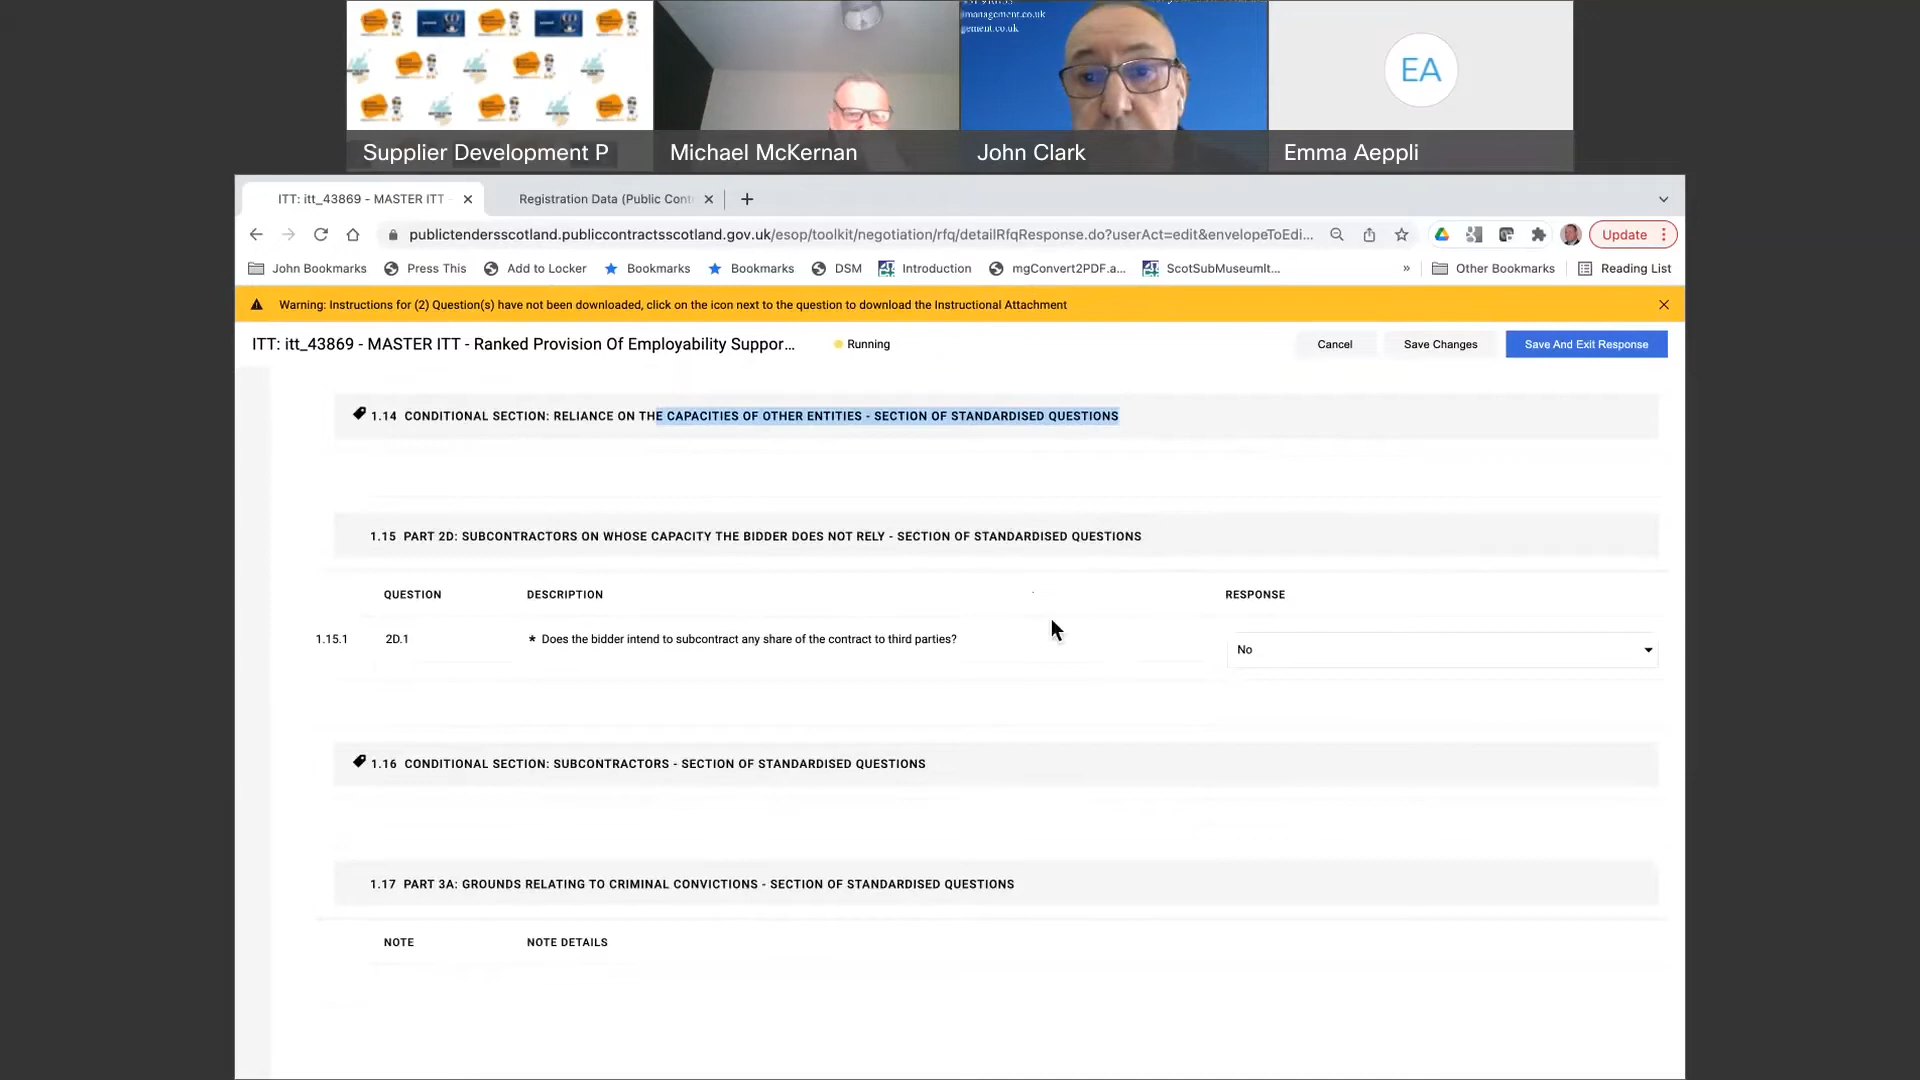 management.co.uk
gement.co.uk
EA
Supplier Development P
Michael McKernan
John Clark
Emma Aeppli
ITT: itt_43869 - MASTER ITT -
Registration Data (Public Cont
publictendersscotland.publiccontractsscotland.gov.uk/esop/toolkit/negotiation/rfq/detailRfqResponse.do?userAct=edit&envelopeToEdi...
Update
John Bookmarks
Press This
Add to Locker
Bookmarks
Bookmarks
DSM
Introduction
mgConvert2PDF.a...
ScotSubMuseumIt...
»
Other Bookmarks
Reading List
Warning: Instructions for (2) Question(s) have not been downloaded, click on the icon next to the question to download the Instructional Attachment
ITT: itt_43869 - MASTER ITT - Ranked Provision Of Employability Suppor...
Running
Cancel
Save Changes
Save And Exit Response
1.14 CONDITIONAL SECTION: RELIANCE ON THE CAPACITIES OF OTHER ENTITIES - SECTION OF STANDARDISED QUESTIONS
1.15 PART 2D: SUBCONTRACTORS ON WHOSE CAPACITY THE BIDDER DOES NOT RELY - SECTION OF STANDARDISED QUESTIONS
QUESTION DESCRIPTION RESPONSE
1.15.1 2D.1 * Does the bidder intend to subcontract any share of the contract to third parties?
No
1.16 CONDITIONAL SECTION: SUBCONTRACTORS - SECTION OF STANDARDISED QUESTIONS
1.17 PART 3A: GROUNDS RELATING TO CRIMINAL CONVICTIONS - SECTION OF STANDARDISED QUESTIONS
NOTE NOTE DETAILS